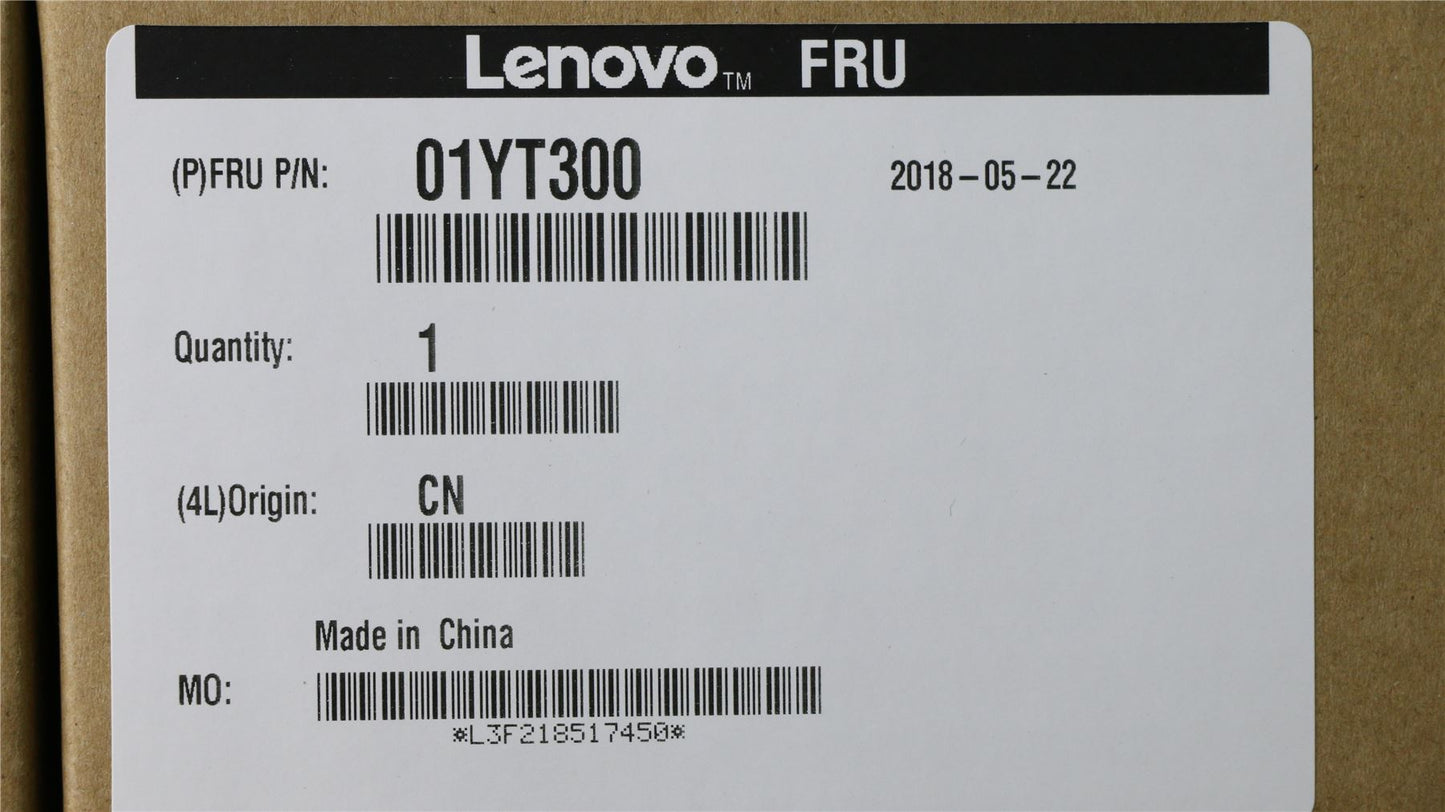 Lenovo™ FRU
(P)FRU P/N: 01YT300 2018-05-22
Quantity: 1
(4L)Origin: CN
Made in China
MO:
*L3F218517450*